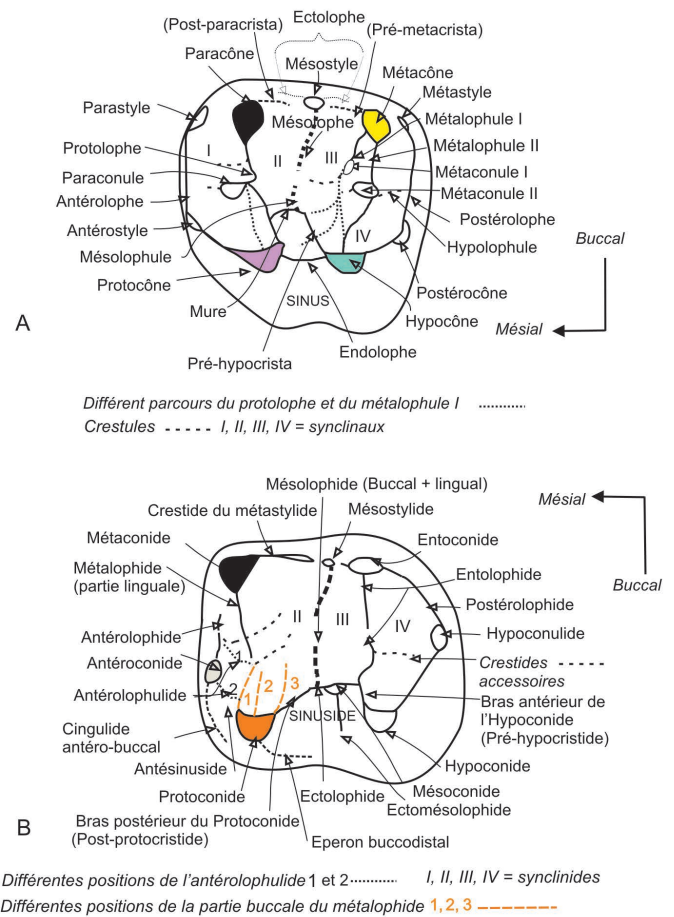 Ectolophe
(Post-paracrista)
(Pré-metacrista)
Paracône
Mésostyle
Métacône
Métastyle
Parastyle
Mésolophe
Métalophule I
I
II
III
Protolophe
Métalophule II
Paraconule
Métaconule I
Antérolophe
Métaconule II
Postérolophe
Antérostyle
IV
Hypolophule
Buccal
Mésolophule
Protocône
SINUS
Postérocône
Mure
Hypocône
A
Mésial
Endolophe
Pré-hypocrista
Différent parcours du protolophe et du métalophule I
Crestules - - - - - I, II, III, IV = synclinaux
Mésolophide (Buccal + lingual)
Mésial
Crestide du métastylide
Mésostylide
Métaconide
Entoconide
Métalophide
(partie linguale)
Entolophide
Buccal
Postérolophide
II
III
IV
Antérolophide
Hypoconulide
Antéroconide
1
Crestides - - - - -
accessoires
Antérolophulide
2
1 2 3
Bras antérieur de
l'Hypoconide
(Pré-hypocristide)
SINUSIDE
Cingulide
antéro-buccal
Antésinuside
Hypoconide
Protoconide
Ectolophide
Mésoconide
Ectomésolophide
Bras postérieur du Protoconide
(Post-protocristide)
Eperon buccodistal
B
Différentes positions de l'antérolophulide 1 et 2
I, II, III, IV = synclinides
Différentes positions de la partie buccale du métalophide 1, 2, 3